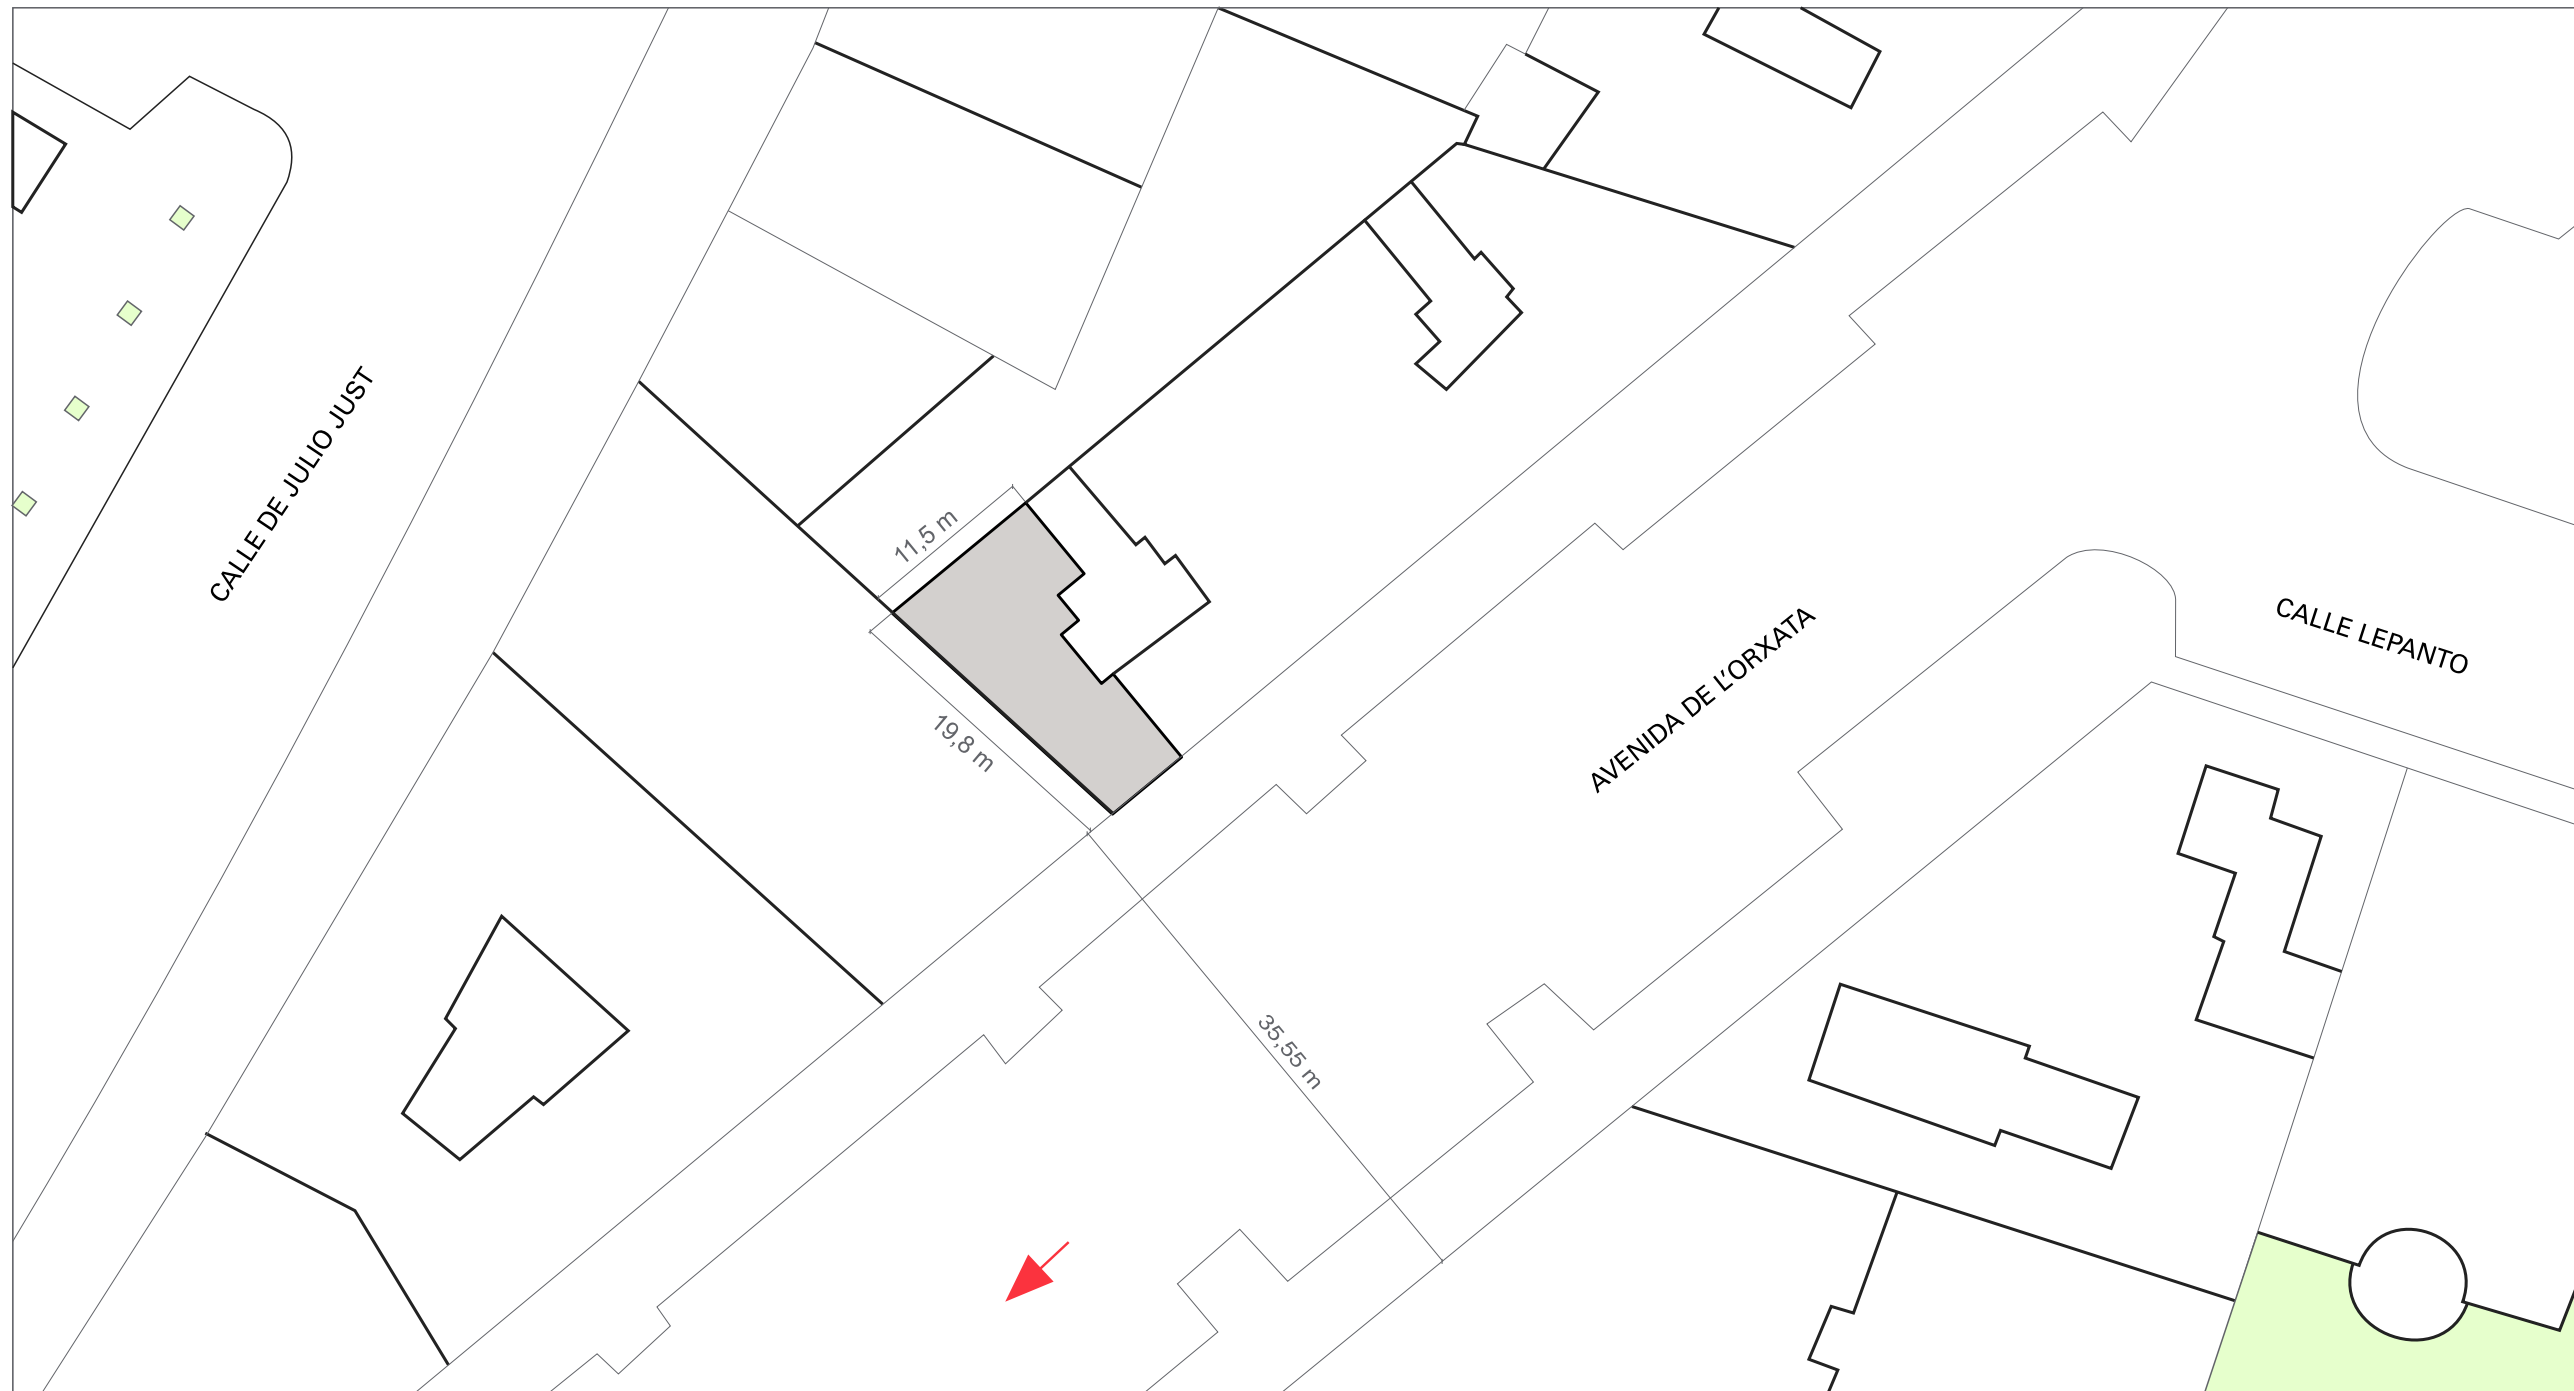 CALLE DE JULIO JUST
11,5 m
19,8 m
AVENIDA DE L'ORXATA
CALLE LEPANTO
35,55 m